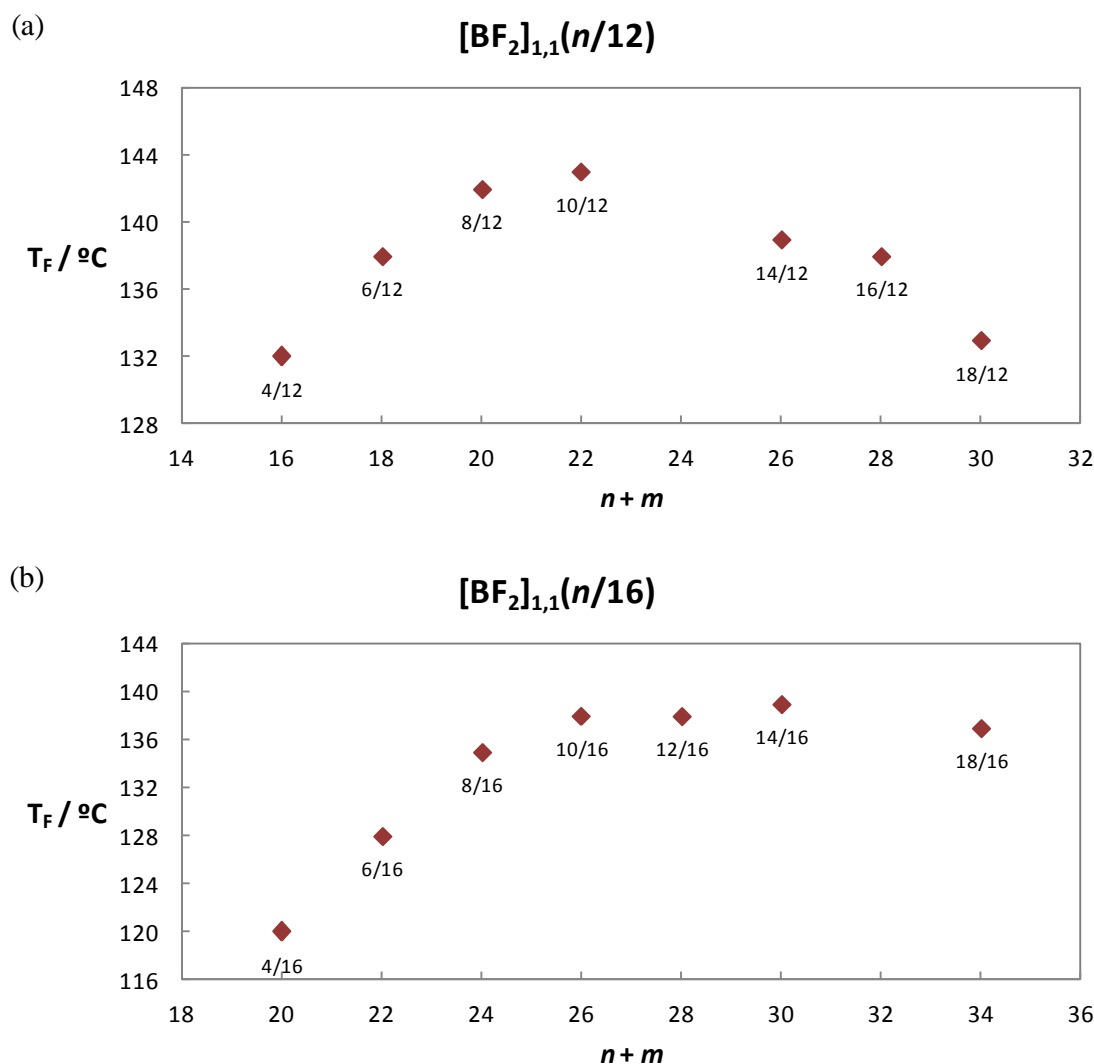 (a)
[BF2]1,1(n/12)
148
144
140
136
132
128
TF / ºC
4/12
6/12
8/12
10/12
14/12
16/12
18/12
14 16 18 20 22 24 26 28 30 32
n + m
(b)
[BF2]1,1(n/16)
144
140
136
132
128
124
120
116
TF / ºC
4/16
6/16
8/16
10/16
12/16
14/16
18/16
18 20 22 24 26 28 30 32 34 36
n + m